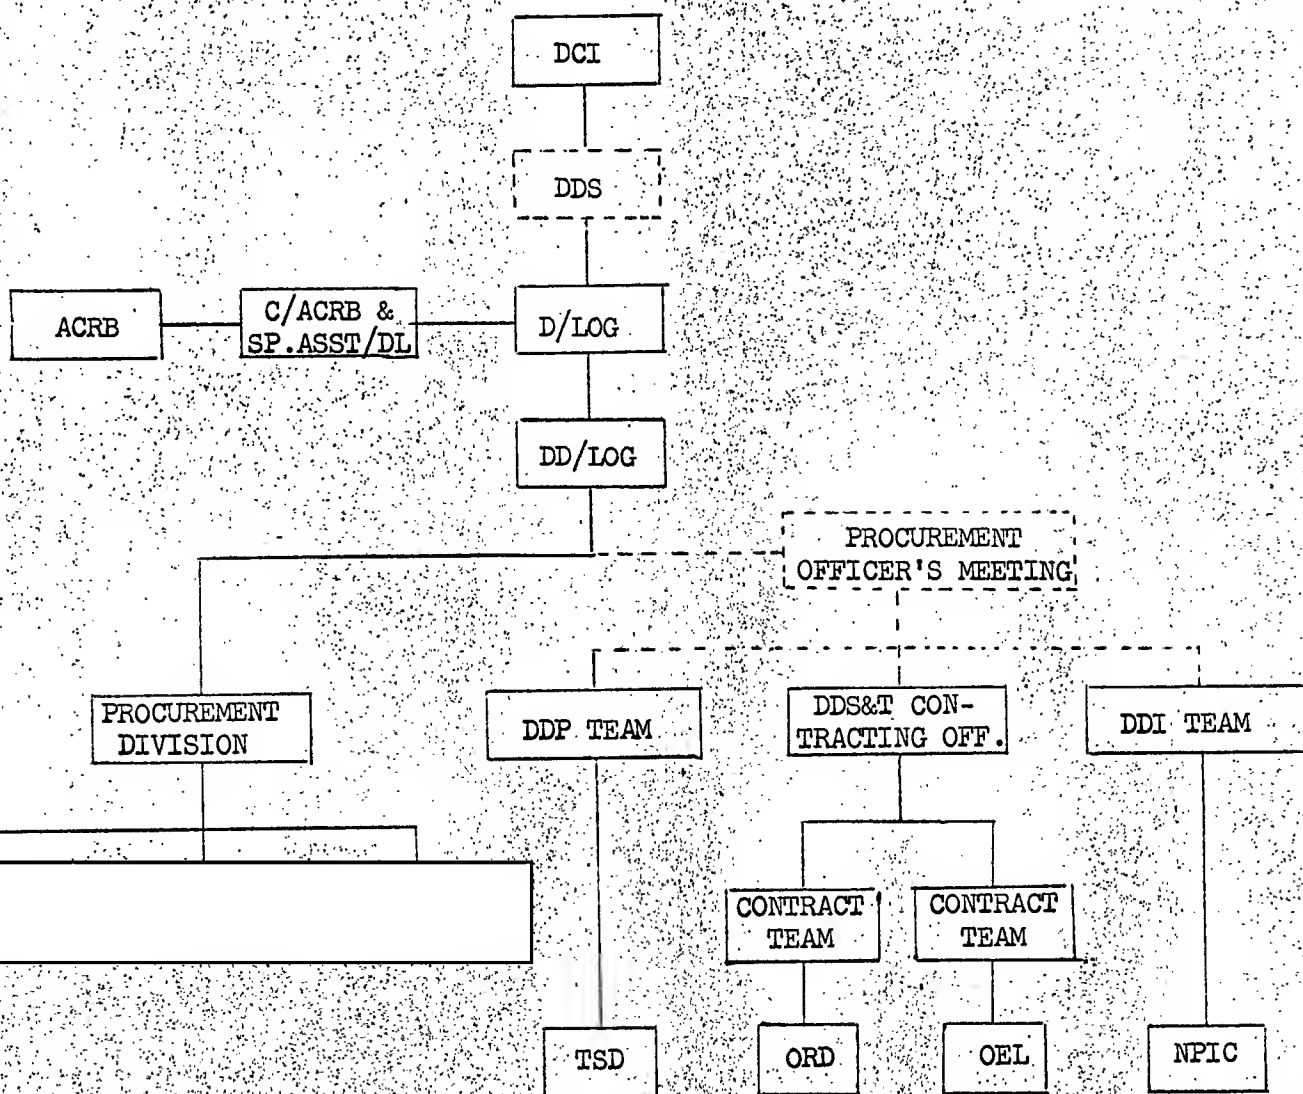 DCI
DDS
ACRB
C/ACRB &
SP.ASST/DL
D/LOG
DD/LOG
PROCUREMENT
OFFICER'S MEETING
PROCUREMENT
DIVISION
DDP TEAM
DDS&T CON-
TRACTING OFF.
DDI TEAM
CONTRACT
TEAM
CONTRACT
TEAM
TSD
ORD
OEL
NPIC